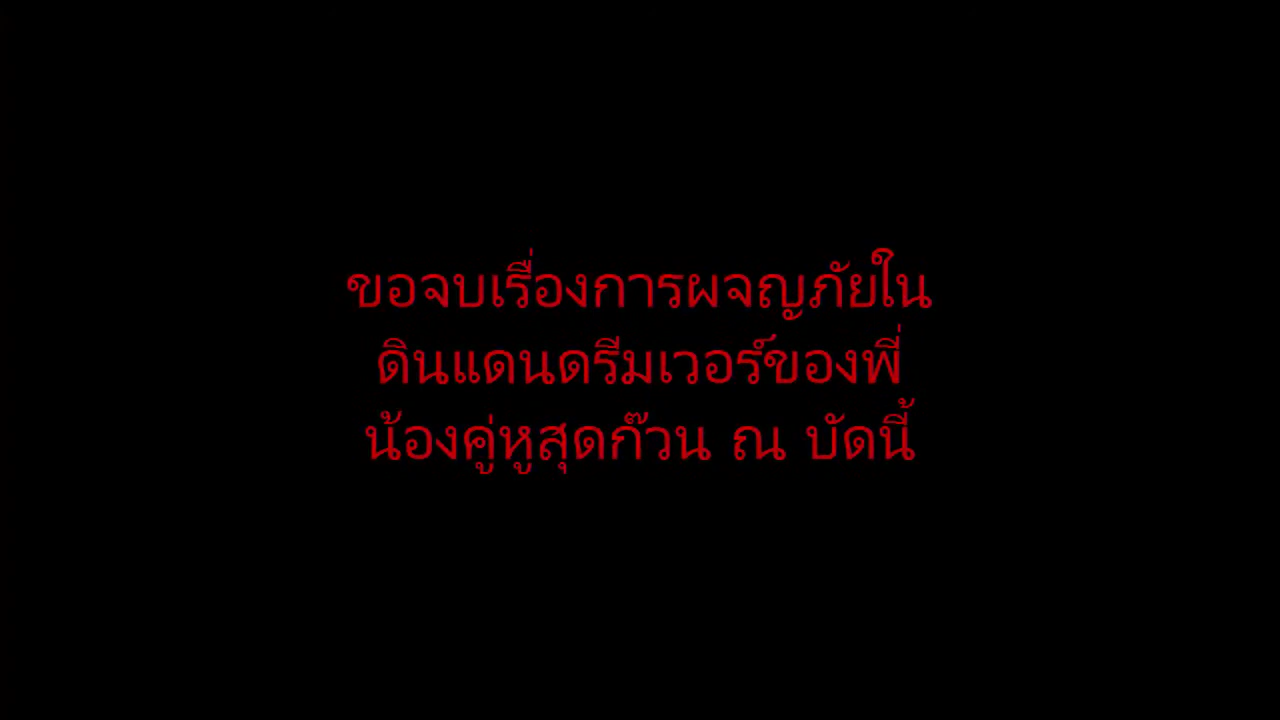 ขอจบเรื่องการผจญภัยใน
ดินแดนดรีมเวอร์ของพี่
น้องคู่หูสุดก๊วน ณ บัดนี้